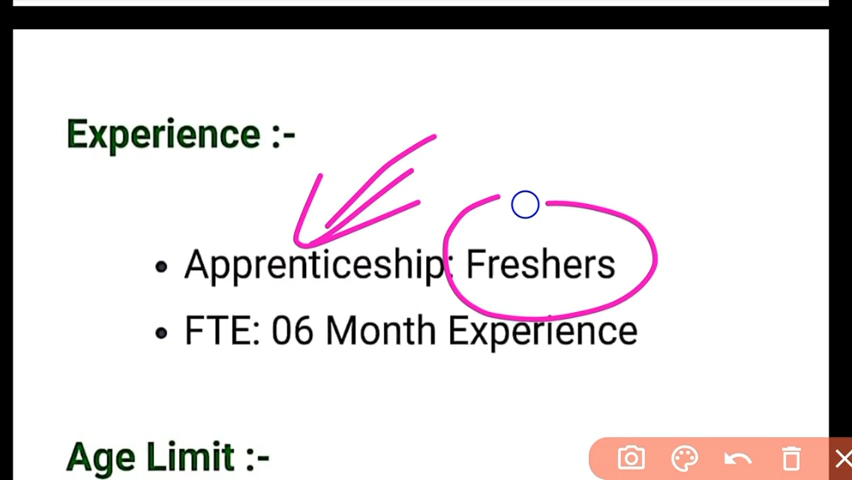 Experience :-
Apprenticeship: Freshers
FTE: 06 Month Experience
Age Limit :-